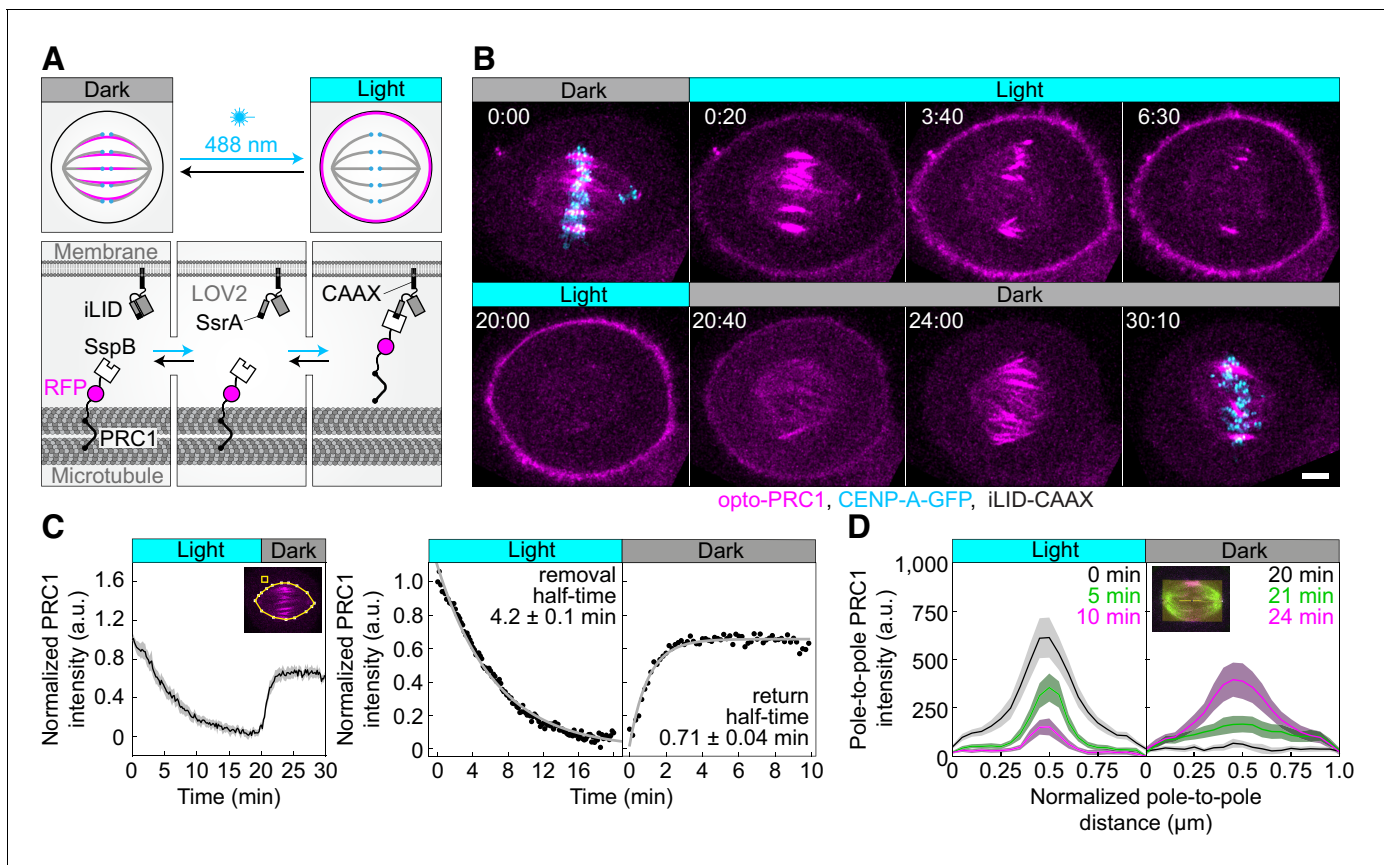 A
Dark
Light
488 nm
Membrane
iLID
LOV2
SsrA
CAAX
SspB
RFP
PRC1
Microtubule
B
Dark
Light
0:00
0:20
3:40
6:30
Light
Dark
20:00
20:40
24:00
30:10
opto-PRC1, CENP-A-GFP, iLID-CAAX
C
Light
Dark
Normalized PRC1
intensity (a.u.)
1.6
1.2
0.8
0.4
0
0
5
10
15
20
25
30
Time (min)
Light
Dark
Normalized PRC1
intensity (a.u.)
1.0
0.8
0.6
0.4
0.2
0
removal
half-time
4.2 ± 0.1 min
return
half-time
0.71 ± 0.04 min
0
4
8
12
16
0
2
4
6
8
10
Time (min)
D
Light
Dark
Pole-to-pole PRC1
intensity (a.u.)
1,000
750
500
250
0
0 min
5 min
10 min
20 min
21 min
24 min
0
0.25
0.5
0.75
0
0.25
0.5
0.75
1.0
Normalized pole-to-pole
distance (µm)